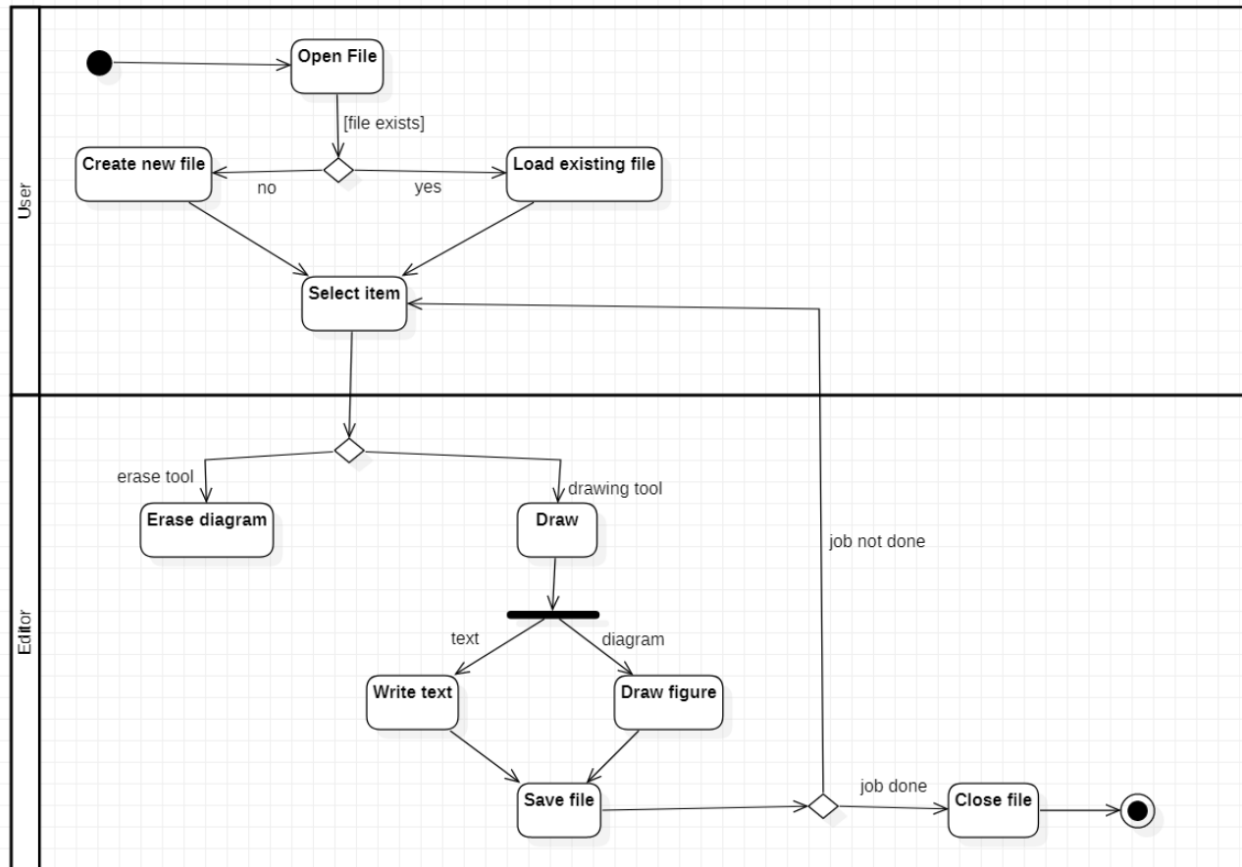 Open File
[file exists]
Create new file
Load existing file
no
yes
User
Select item
erase tool
drawing tool
Erase diagram
Draw
job not done
Editor
text
diagram
Write text
Draw figure
job done
Save file
Close file